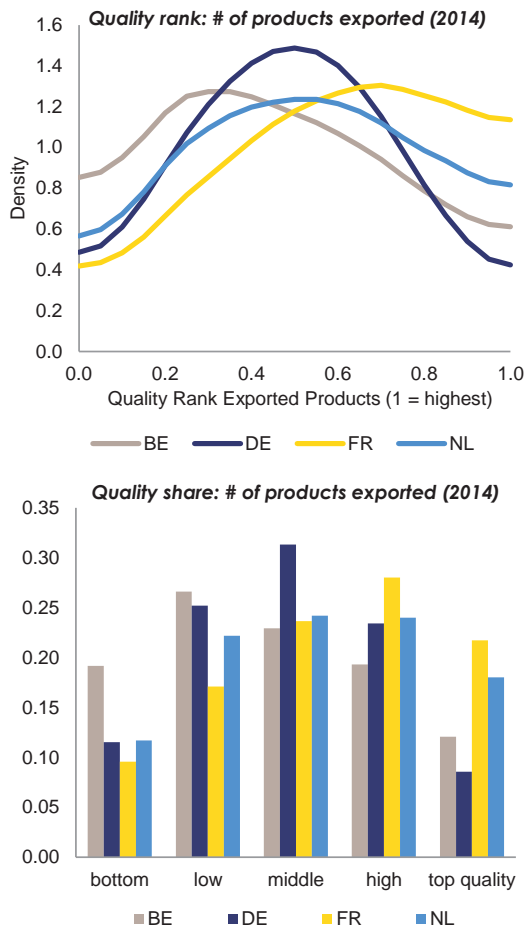 Quality rank: # of products exported (2014)
1.6
1.4
1.2
1.0
0.8
0.6
0.4
0.2
0.0
Density
0.0 0.2 0.4 0.6 0.8 1.0
Quality Rank Exported Products (1 = highest)
BE DE FR NL
Quality share: # of products exported (2014)
0.35
0.30
0.25
0.20
0.15
0.10
0.05
0.00
bottom low middle high top quality
BE DE FR NL